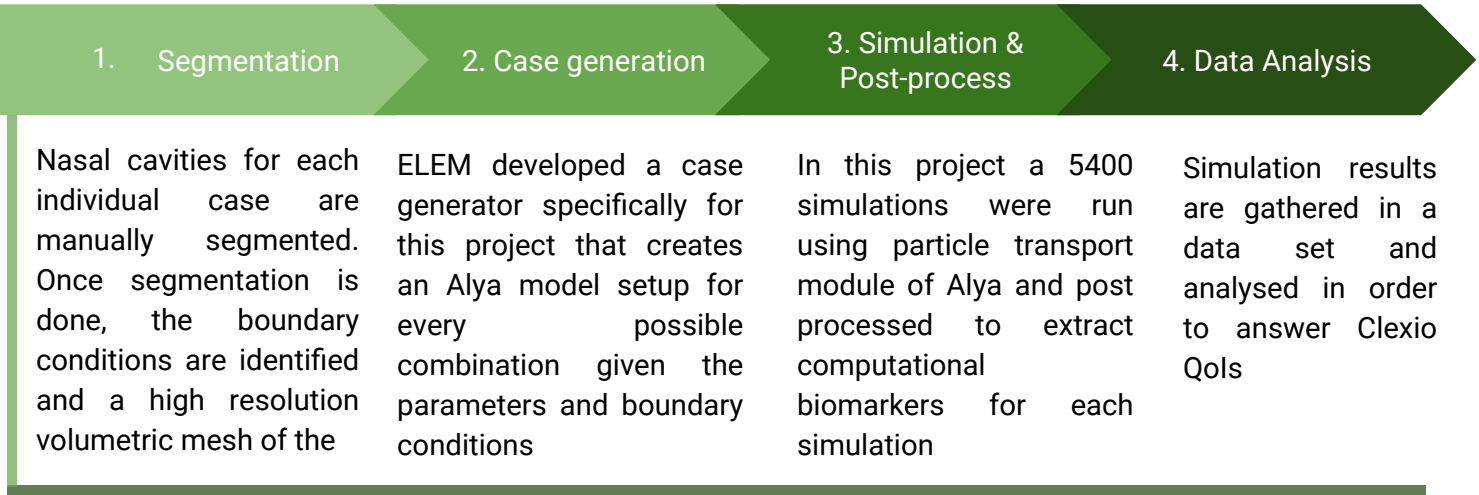 1. Segmentation
2. Case generation
3. Simulation &
Post-process
4. Data Analysis
Nasal cavities for each
individual case are
manually segmented.
Once segmentation is
done, the boundary
conditions are identified
and a high resolution
volumetric mesh of the
ELEM developed a case
generator specifically for
this project that creates
an Alya model setup for
every possible
combination given the
parameters and boundary
conditions
In this project a 5400
simulations were run
using particle transport
module of Alya and post
processed to extract
computational
biomarkers for each
simulation
Simulation results
are gathered in a
data set and
analysed in order
to answer Clexio
QoIs